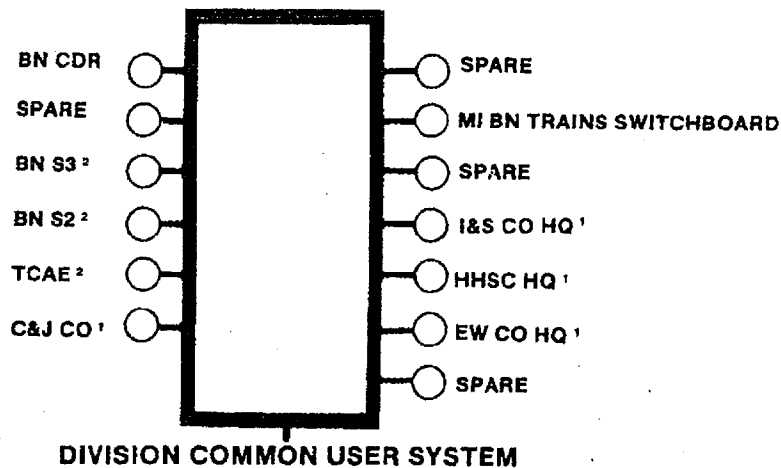 BN CDR
SPARE
BN S3 ²
BN S2 ²
TCAE ²
C&J CO ¹
SPARE
MI BN TRAINS SWITCHBOARD
SPARE
I&S CO HQ ¹
HHSC HQ ¹
EW CO HQ ¹
SPARE
DIVISION COMMON USER SYSTEM